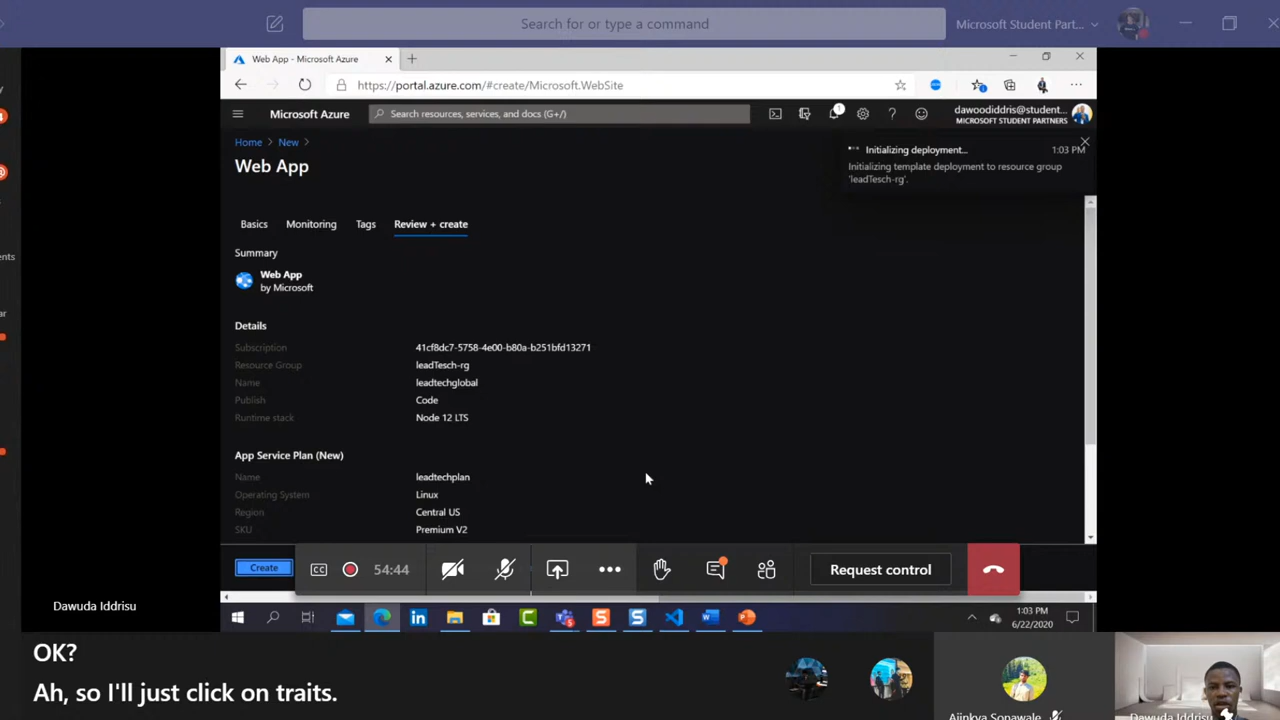 Search for or type a command
Microsoft Student Part...
Web App - Microsoft Azure
https://portal.azure.com/#create/Microsoft.WebSite
Microsoft Azure
Search resources, services, and docs (G+/)
1
dawoodiddris@student...
MICROSOFT STUDENT PARTNERS
Home > New >
Web App
Initializing deployment...
1:03 PM
Initializing template deployment to resource group
'leadTesch-rg'.
Basics
Monitoring
Tags
Review + create
Summary
Web App
by Microsoft
Details
Subscription
41cf8dc7-5758-4e00-b80a-b251bfd13271
Resource Group
leadTesch-rg
Name
leadtechglobal
Publish
Code
Runtime stack
Node 12 LTS
App Service Plan (New)
Name
leadtechplan
Operating System
Linux
Region
Central US
SKU
Premium V2
Create
CC
54:44
Request control
Dawuda Iddrisu
1:03 PM
6/22/2020
OK?
Ah, so I'll just click on traits.
Ajinkya Sonawale
Dawuda Iddrisu